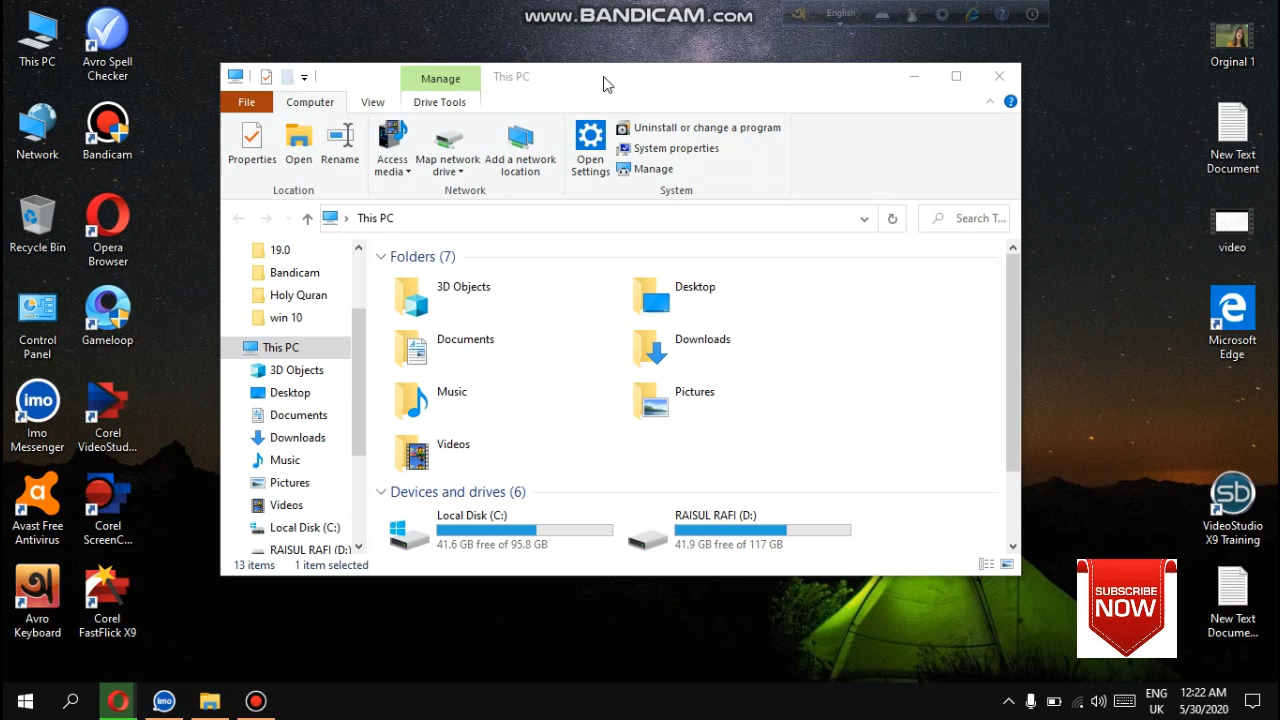 www.BANDICAM.com
English
This PC
Avro Spell
Checker
Network
Bandicam
Recycle Bin
Opera
Browser
Control
Panel
Gameloop
imo
Imo
Messenger
Corel
VideoStud...
Avast Free
Antivirus
Corel
ScreenC...
অ
Avro
Keyboard
Corel
FastFlick X9
Manage
This PC
File
Computer
View
Drive Tools
Properties
Open
Rename
Location
Access
media
Map network
drive
Add a network
location
Network
Open
Settings
Uninstall or change a program
System properties
Manage
System
This PC
Search T...
19.0
Bandicam
Holy Quran
win 10
This PC
3D Objects
Desktop
Documents
Downloads
Music
Pictures
Videos
Local Disk (C:)
RAISUL RAFI (D:)
Folders (7)
3D Objects
Desktop
Documents
Downloads
Music
Pictures
Videos
Devices and drives (6)
Local Disk (C:)
41.6 GB free of 95.8 GB
RAISUL RAFI (D:)
41.9 GB free of 117 GB
13 items
1 item selected
Orginal 1
New Text
Document
video
Microsoft
Edge
sb
VideoStudio
X9 Training
New Text
Docume...
SUBSCRIBE
NOW
imo
ENG
UK
12:22 AM
5/30/2020